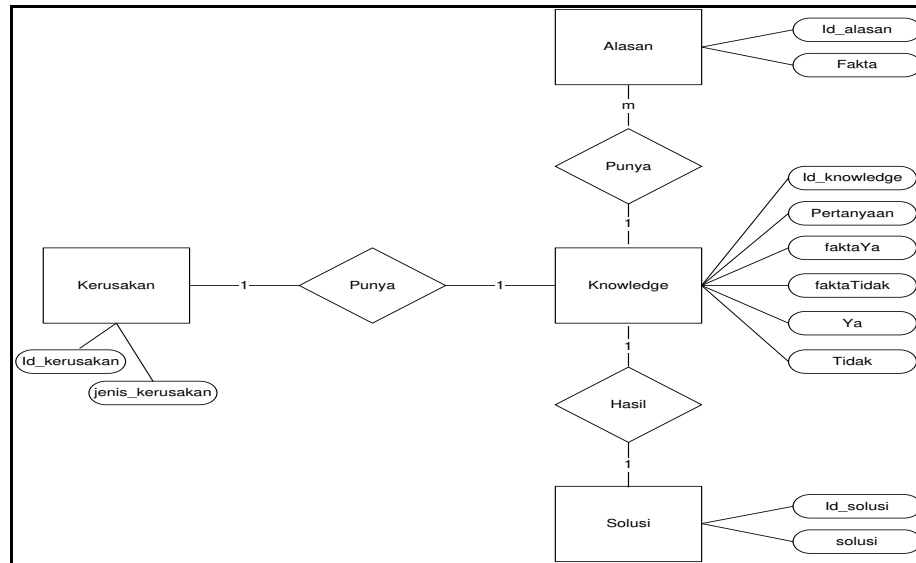 Id_alasan
Alasan
Fakta
m
Punya
Id_knowledge
Pertanyaan
1
faktaYa
Kerusakan
1
Punya
1
Knowledge
faktaTidak
Ya
1
Id_kerusakan
Tidak
jenis_kerusakan
Hasil
1
Id_solusi
Solusi
solusi